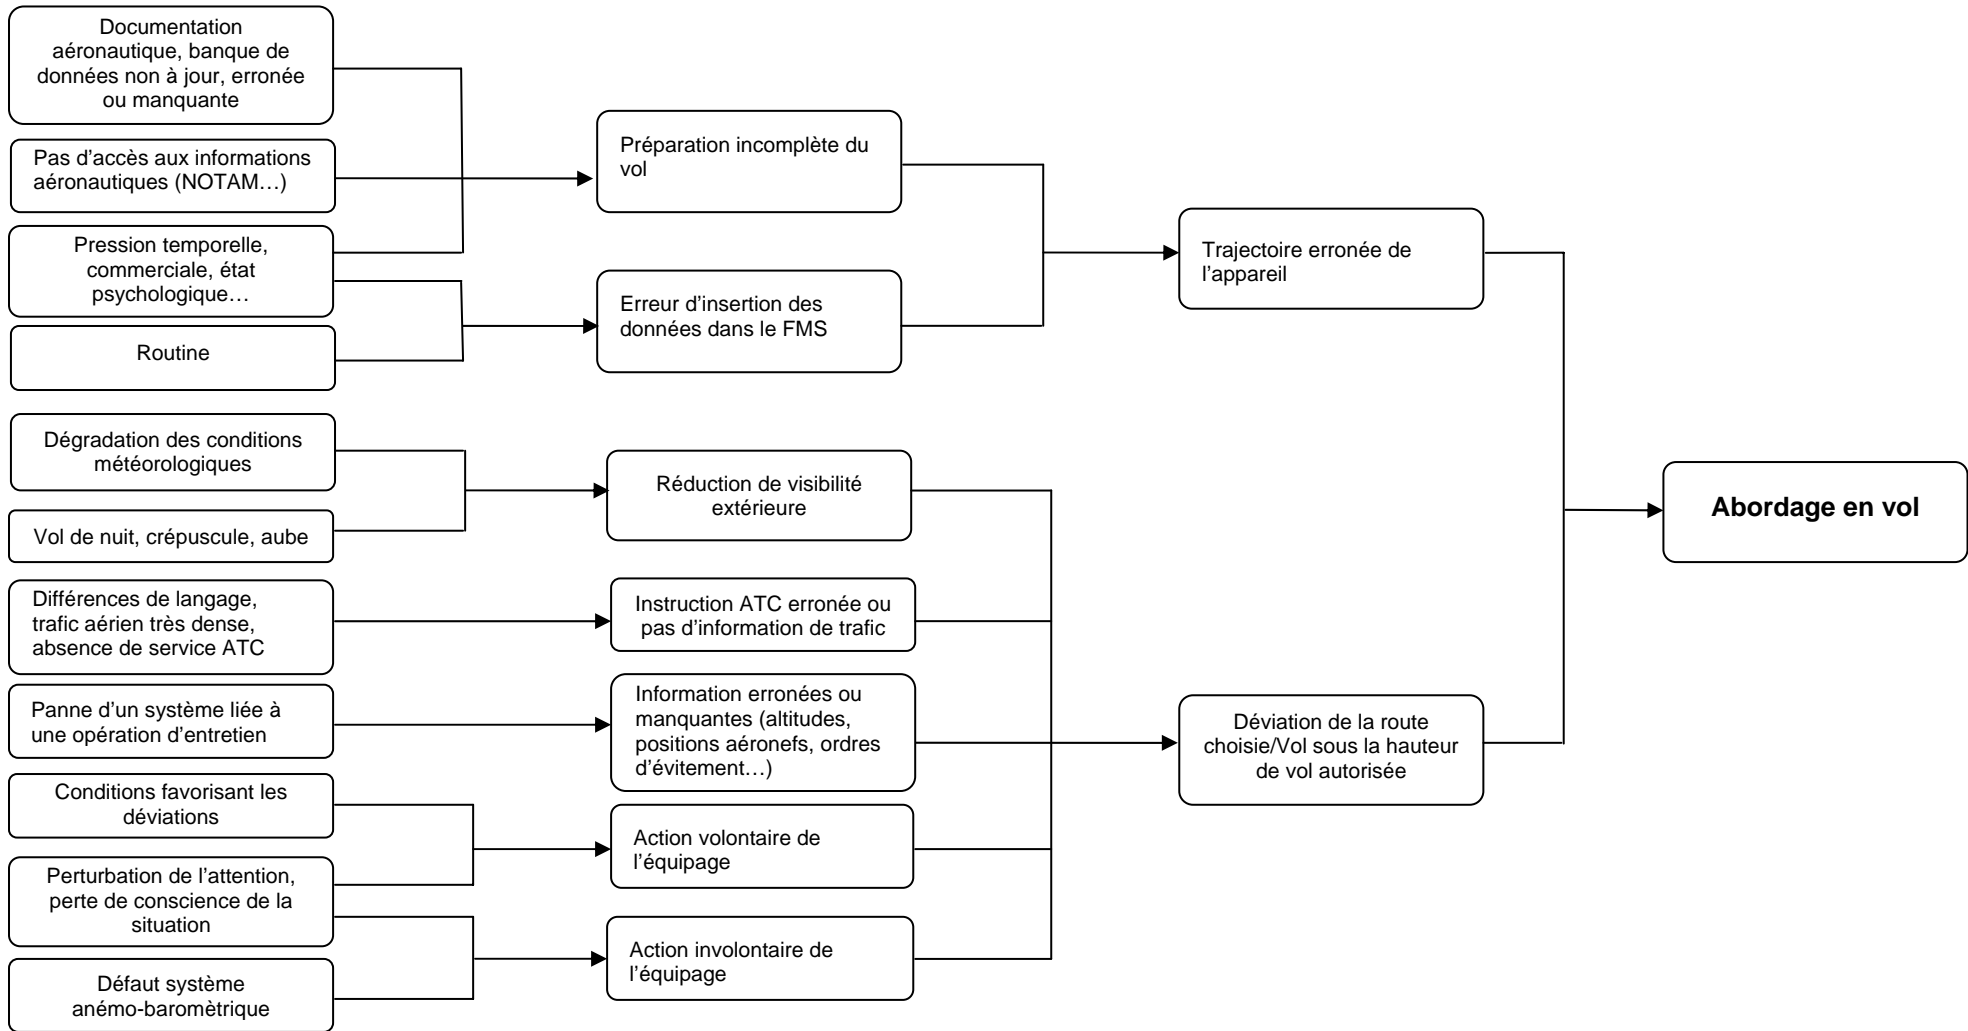 Documentation
aéronautique, banque de
données non à jour, erronée
ou manquante
Pas d'accès aux informations
aéronautiques (NOTAM…)
Pression temporelle,
commerciale, état
psychologique…
Routine
Dégradation des conditions
météorologiques
Vol de nuit, crépuscule, aube
Différences de langage,
trafic aérien très dense,
absence de service ATC
Panne d'un système liée à
une opération d'entretien
Conditions favorisant les
déviations
Perturbation de l'attention,
perte de conscience de la
situation
Défaut système
anémo-baromètrique
Préparation incomplète du
vol
Erreur d'insertion des
données dans le FMS
Réduction de visibilité
extérieure
Instruction ATC erronée ou
pas d'information de trafic
Information erronées ou
manquantes (altitudes,
positions aéronefs, ordres
d'évitement…)
Action volontaire de
l'équipage
Action involontaire de
l'équipage
Trajectoire erronée de
l'appareil
Déviation de la route
choisie/Vol sous la hauteur
de vol autorisée
Abordage en vol